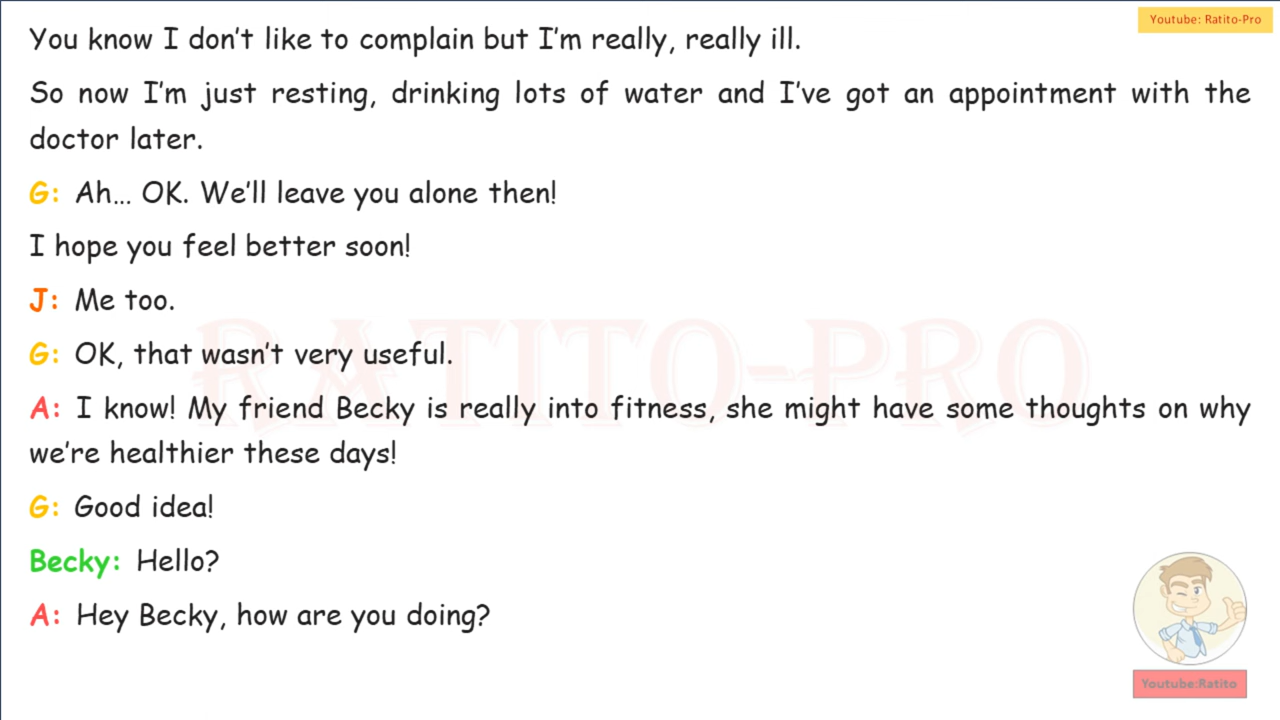 Youtube: Ratito-Pro
You know I don't like to complain but I'm really, really ill.
So now I'm just resting, drinking lots of water and I've got an appointment with the
doctor later.
G: Ah... OK. We'll leave you alone then!
I hope you feel better soon!
J: Me too.
RATITO-PRO
G: OK, that wasn't very useful.
A: I know! My friend Becky is really into fitness, she might have some thoughts on why
we're healthier these days!
G: Good idea!
Becky: Hello?
A: Hey Becky, how are you doing?
Youtube:Ratito